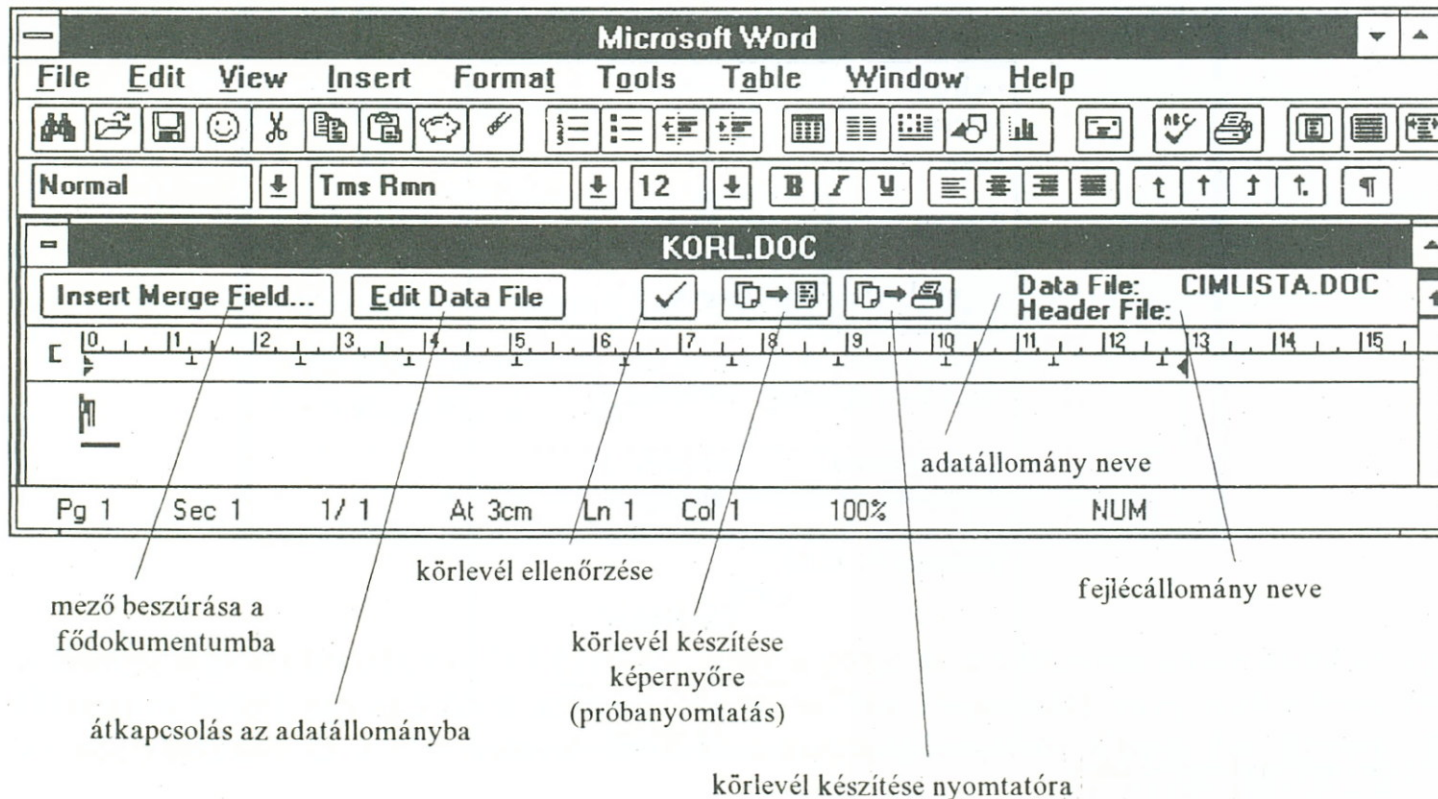 Microsoft Word
File Edit View Insert Format Tools Table Window Help
ABC
Normal Tms Rmn 12 B I U ¶
KORL.DOC
Insert Merge Field... Edit Data File Data File: CIMLISTA.DOC
Header File:
0 1 2 3 4 5 6 7 8 9 10 11 12 13 14 15
¶
adatállomány neve
Pg 1 Sec 1 1/ 1 At 3cm Ln 1 Col 1 100% NUM
körlevél ellenőrzése
fejlécállomány neve
mező beszúrása a
fődokumentumba
körlevél készítése
képernyőre
(próbanyomtatás)
átkapcsolás az adatállományba
körlevél készítése nyomtatóra